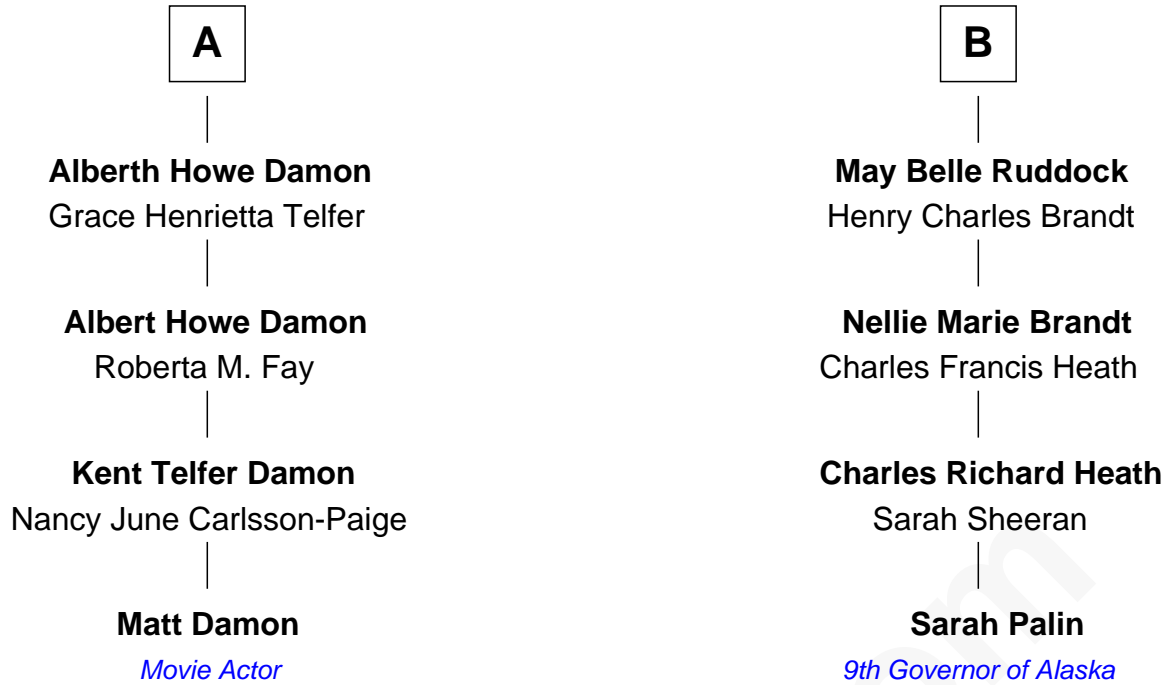 A
Alberth Howe Damon
Grace Henrietta Telfer
Albert Howe Damon
Roberta M. Fay
Kent Telfer Damon
Nancy June Carlsson-Paige
Matt Damon
Movie Actor
B
May Belle Ruddock
Henry Charles Brandt
Nellie Marie Brandt
Charles Francis Heath
Charles Richard Heath
Sarah Sheeran
Sarah Palin
9th Governor of Alaska